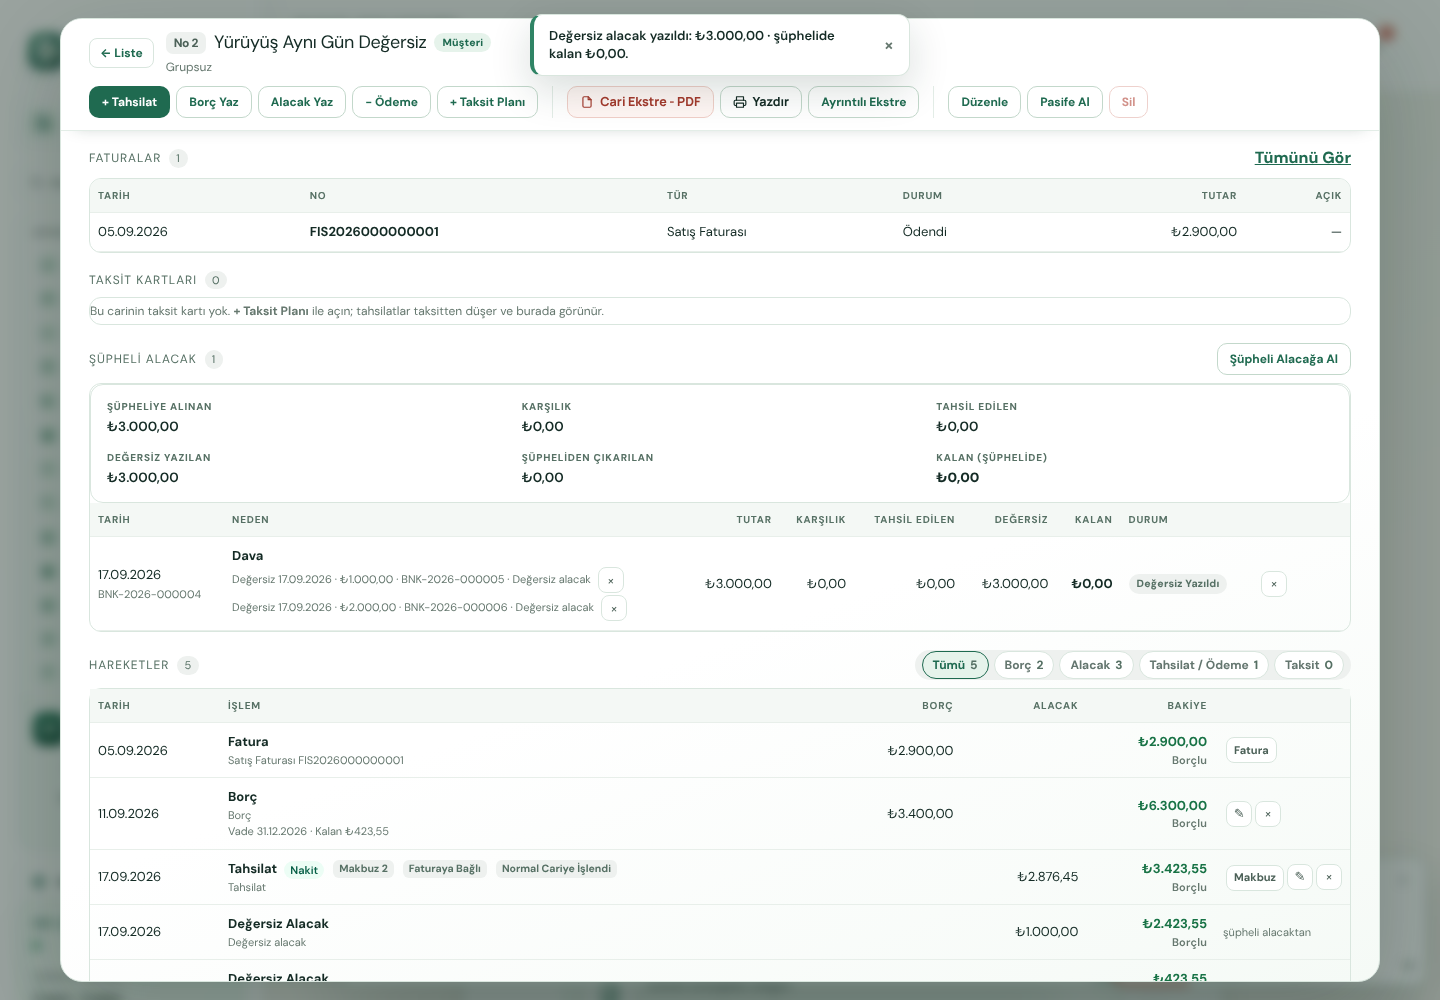 ← Liste
No 2 Yürüyüş Aynı Gün Değersiz Müşteri
Grupsuz
Değersiz alacak yazıldı: ₺3.000,00 · şüphelide
kalan ₺0,00.
×
+ Tahsilat Borç Yaz Alacak Yaz − Ödeme + Taksit Planı Cari Ekstre - PDF Yazdır Ayrıntılı Ekstre Düzenle Pasife Al Sil
FATURALAR 1 Tümünü Gör
TARİH NO TÜR DURUM TUTAR AÇIK
05.09.2026 FIS2026000000001 Satış Faturası Ödendi ₺2.900,00 —
TAKSİT KARTLARI 0
Bu carinin taksit kartı yok. + Taksit Planı ile açın; tahsilatlar taksitten düşer ve burada görünür.
ŞÜPHELİ ALACAK 1 Şüpheli Alacağa Al
ŞÜPHELİYE ALINAN KARŞILIK TAHSİL EDİLEN
₺3.000,00 ₺0,00 ₺0,00
DEĞERSİZ YAZILAN ŞÜPHELİDEN ÇIKARILAN KALAN (ŞÜPHELİDE)
₺3.000,00 ₺0,00 ₺0,00
TARİH NEDEN TUTAR KARŞILIK TAHSİL EDİLEN DEĞERSİZ KALAN DURUM
Dava
17.09.2026 Değersiz 17.09.2026 · ₺1.000,00 · BNK-2026-000005 · Değersiz alacak × ₺3.000,00 ₺0,00 ₺0,00 ₺3.000,00 ₺0,00 Değersiz Yazıldı ×
BNK-2026-000004 Değersiz 17.09.2026 · ₺2.000,00 · BNK-2026-000006 · Değersiz alacak ×
HAREKETLER 5 Tümü 5 Borç 2 Alacak 3 Tahsilat / Ödeme 1 Taksit 0
TARİH İŞLEM BORÇ ALACAK BAKİYE
05.09.2026 Fatura ₺2.900,00 ₺2.900,00 Fatura
Satış Faturası FIS2026000000001 Borçlu
11.09.2026 Borç ₺3.400,00 ₺6.300,00 ✎ ×
Borç Borçlu
Vade 31.12.2026 · Kalan ₺423,55
17.09.2026 Tahsilat Nakit Makbuz 2 Faturaya Bağlı Normal Cariye İşlendi ₺2.876,45 ₺3.423,55 Makbuz ✎ ×
Tahsilat Borçlu
17.09.2026 Değersiz Alacak ₺1.000,00 ₺2.423,55 şüpheli alacaktan
Değersiz alacak Borçlu
Değersiz Alacak ₺423,55